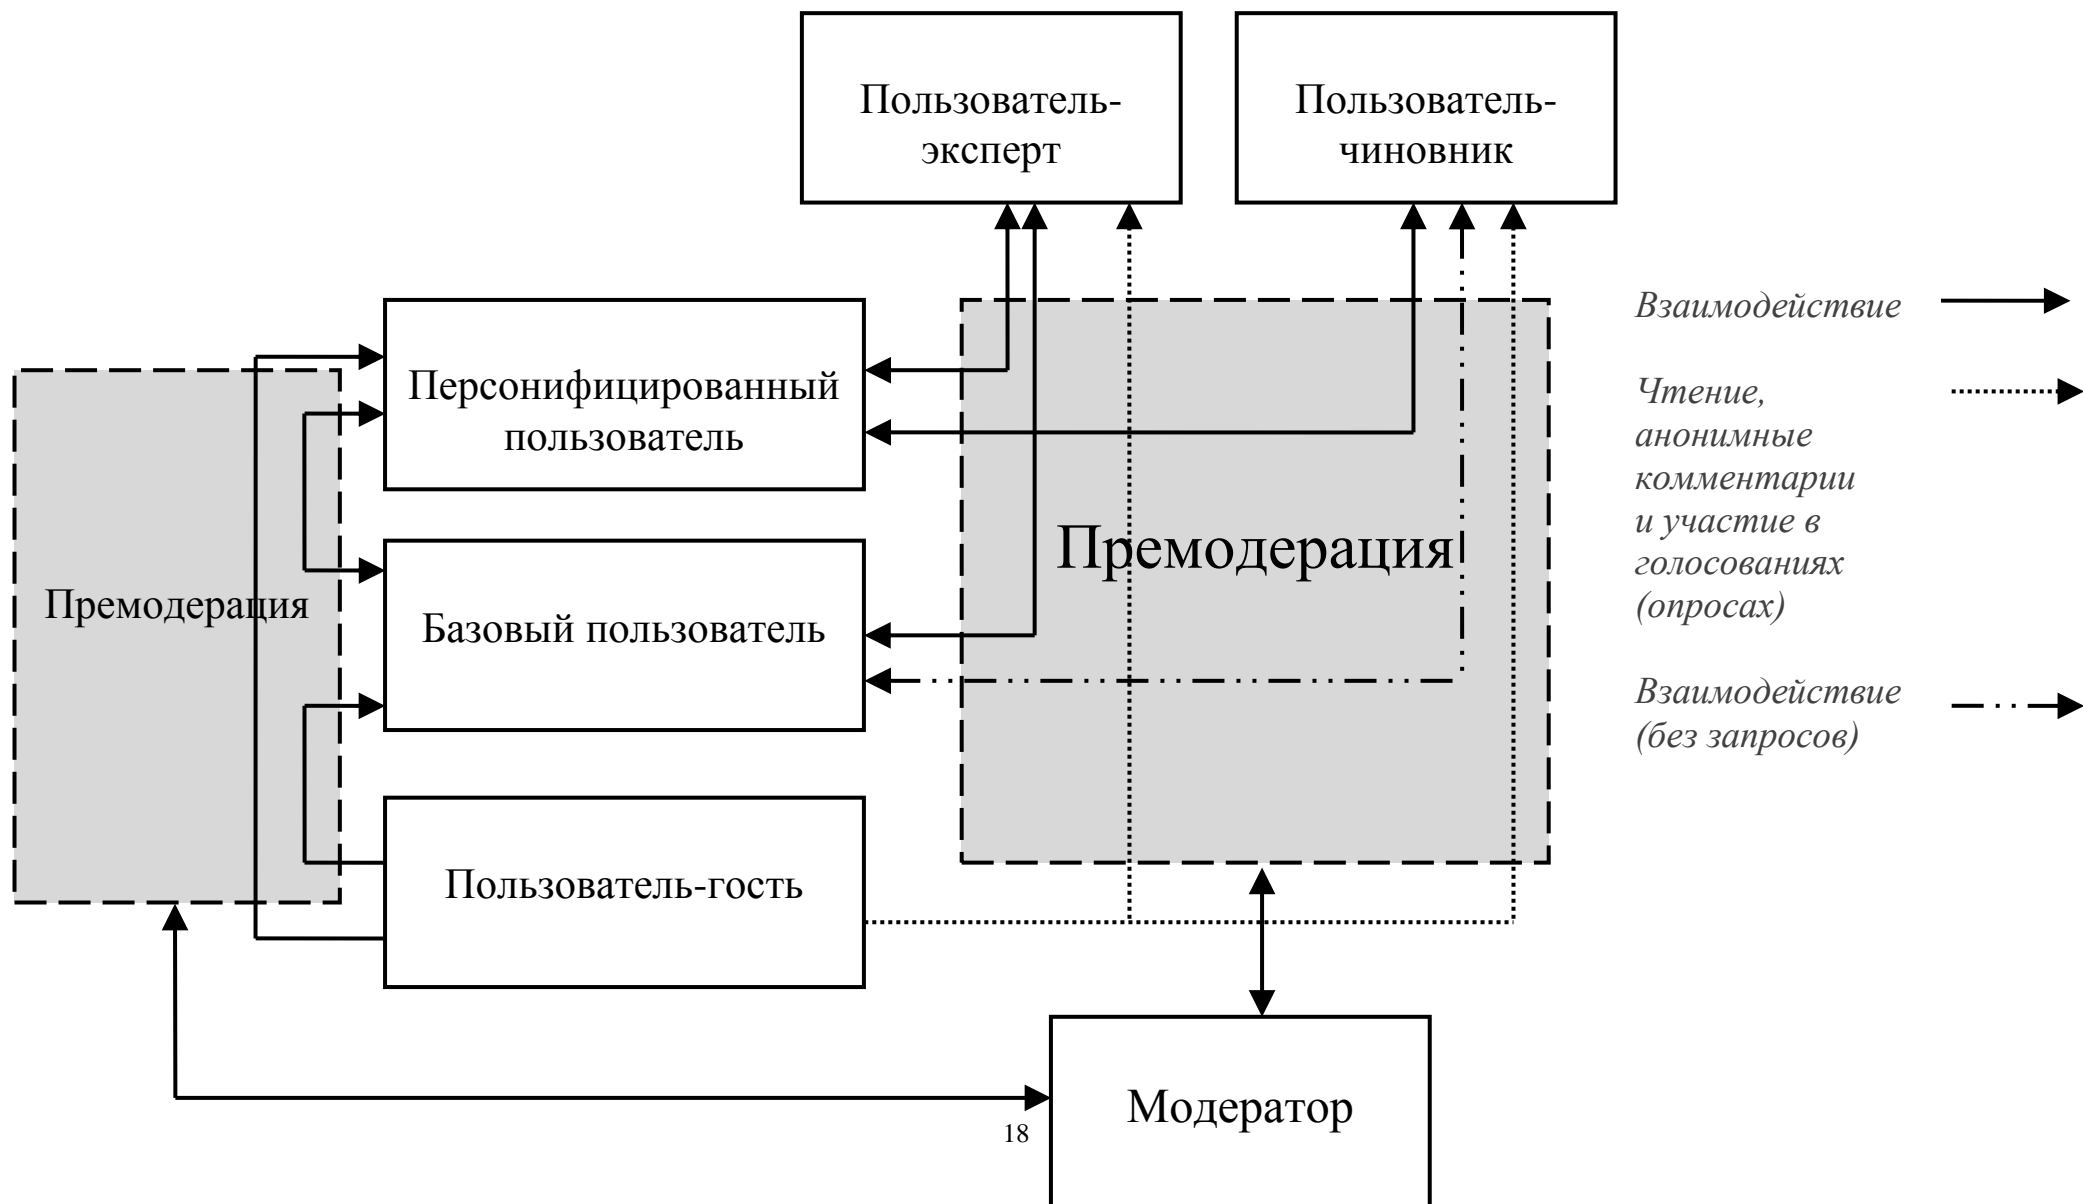 Пользователь-
эксперт
Пользователь-
чиновник
Персонифицированный
пользователь
Премодерация
Базовый пользователь
Премодерация
Пользователь-гость
Модератор
18
Взаимодействие
Чтение,
анонимные
комментарии
и участие в
голосованиях
(опросах)
Взаимодействие
(без запросов)